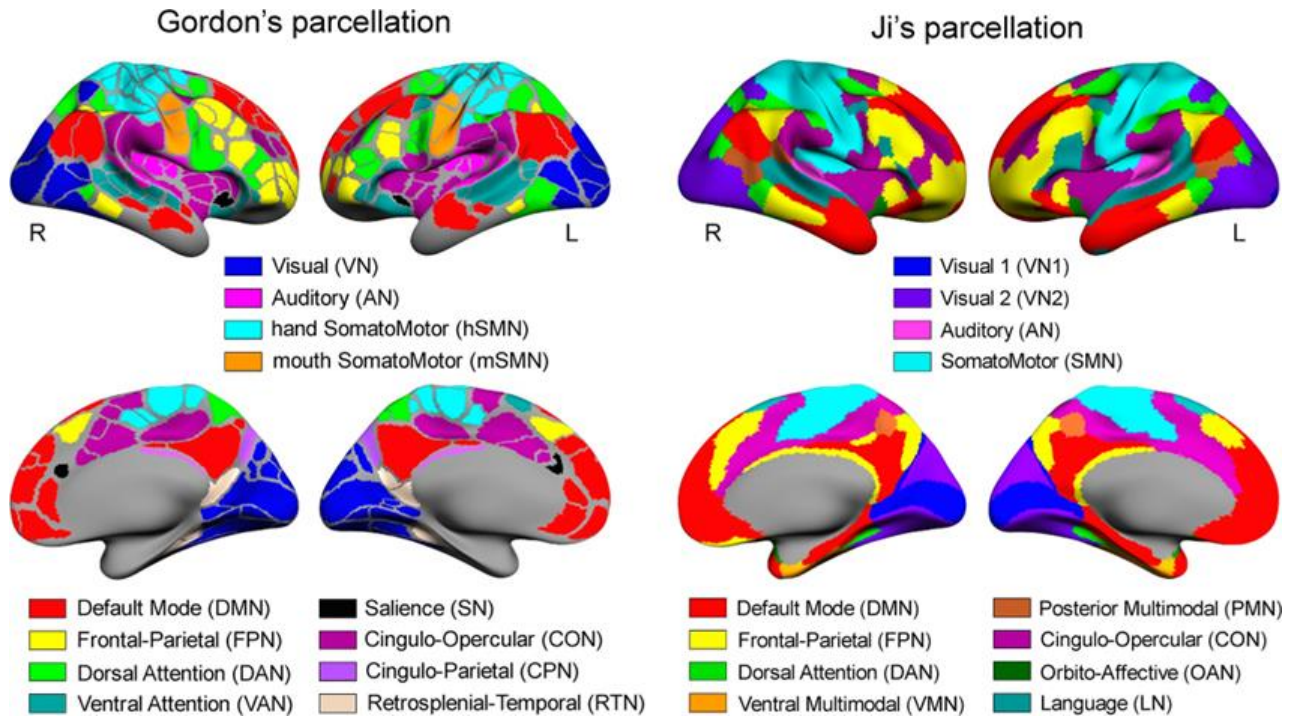 Gordon's parcellation
Ji's parcellation
R
L
R
L
Visual (VN)
Auditory (AN)
hand SomatoMotor (hSMN)
mouth SomatoMotor (mSMN)
Visual 1 (VN1)
Visual 2 (VN2)
Auditory (AN)
SomatoMotor (SMN)
Default Mode (DMN)
Frontal-Parietal (FPN)
Dorsal Attention (DAN)
Ventral Attention (VAN)
Salience (SN)
Cingulo-Opercular (CON)
Cingulo-Parietal (CPN)
Retrosplenial-Temporal (RTN)
Default Mode (DMN)
Frontal-Parietal (FPN)
Dorsal Attention (DAN)
Ventral Multimodal (VMN)
Posterior Multimodal (PMN)
Cingulo-Opercular (CON)
Orbito-Affective (OAN)
Language (LN)